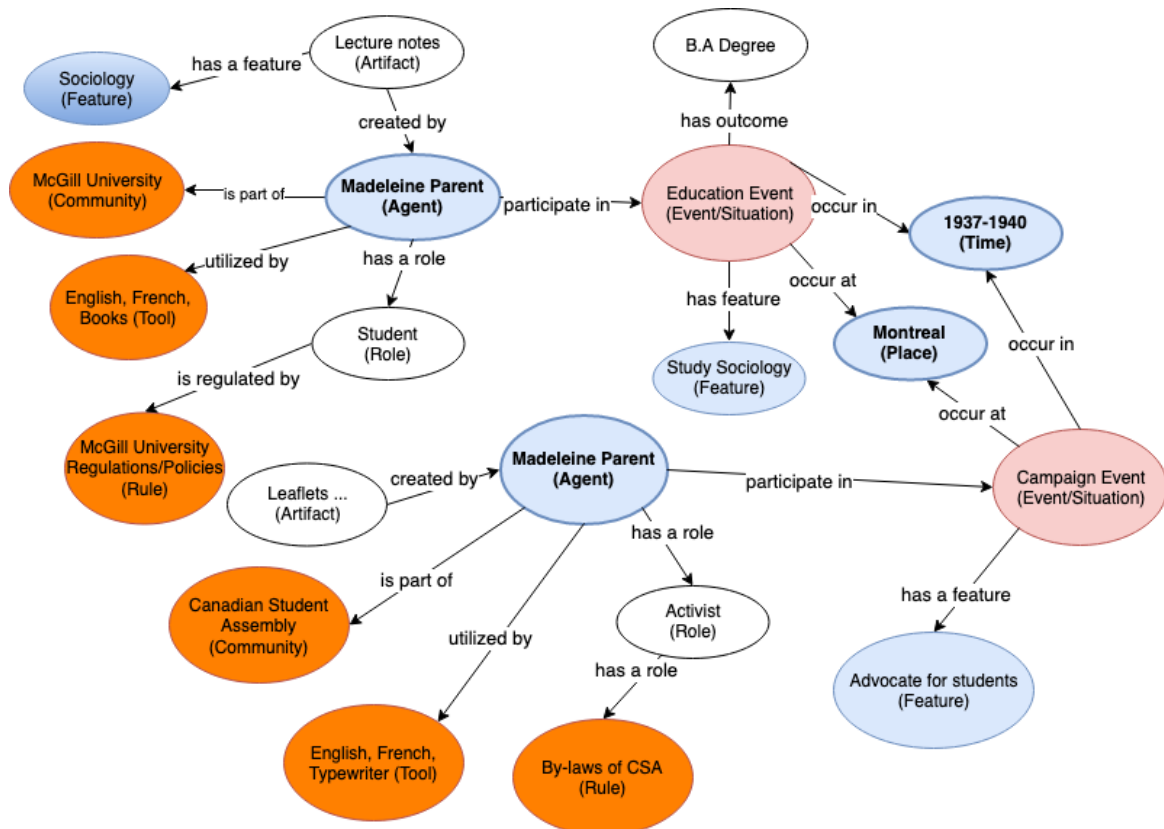 Lecture notes
(Artifact)
B.A Degree
has a feature
Sociology
(Feature)
created by
has outcome
McGill University
(Community)
is part of
Madeleine Parent
(Agent)
participate in
Education Event
(Event/Situation)
occur in
1937-1940
(Time)
utilized by
has a role
occur at
English, French,
Books (Tool)
has feature
Student
(Role)
Montreal
(Place)
occur in
Study Sociology
(Feature)
is regulated by
occur at
McGill University
Regulations/Policies
(Rule)
Madeleine Parent
(Agent)
created by
participate in
Campaign Event
(Event/Situation)
Leaflets ...
(Artifact)
has a role
is part of
has a feature
Canadian Student
Assembly
(Community)
Activist
(Role)
utilized by
has a role
Advocate for students
(Feature)
English, French,
Typewriter (Tool)
By-laws of CSA
(Rule)